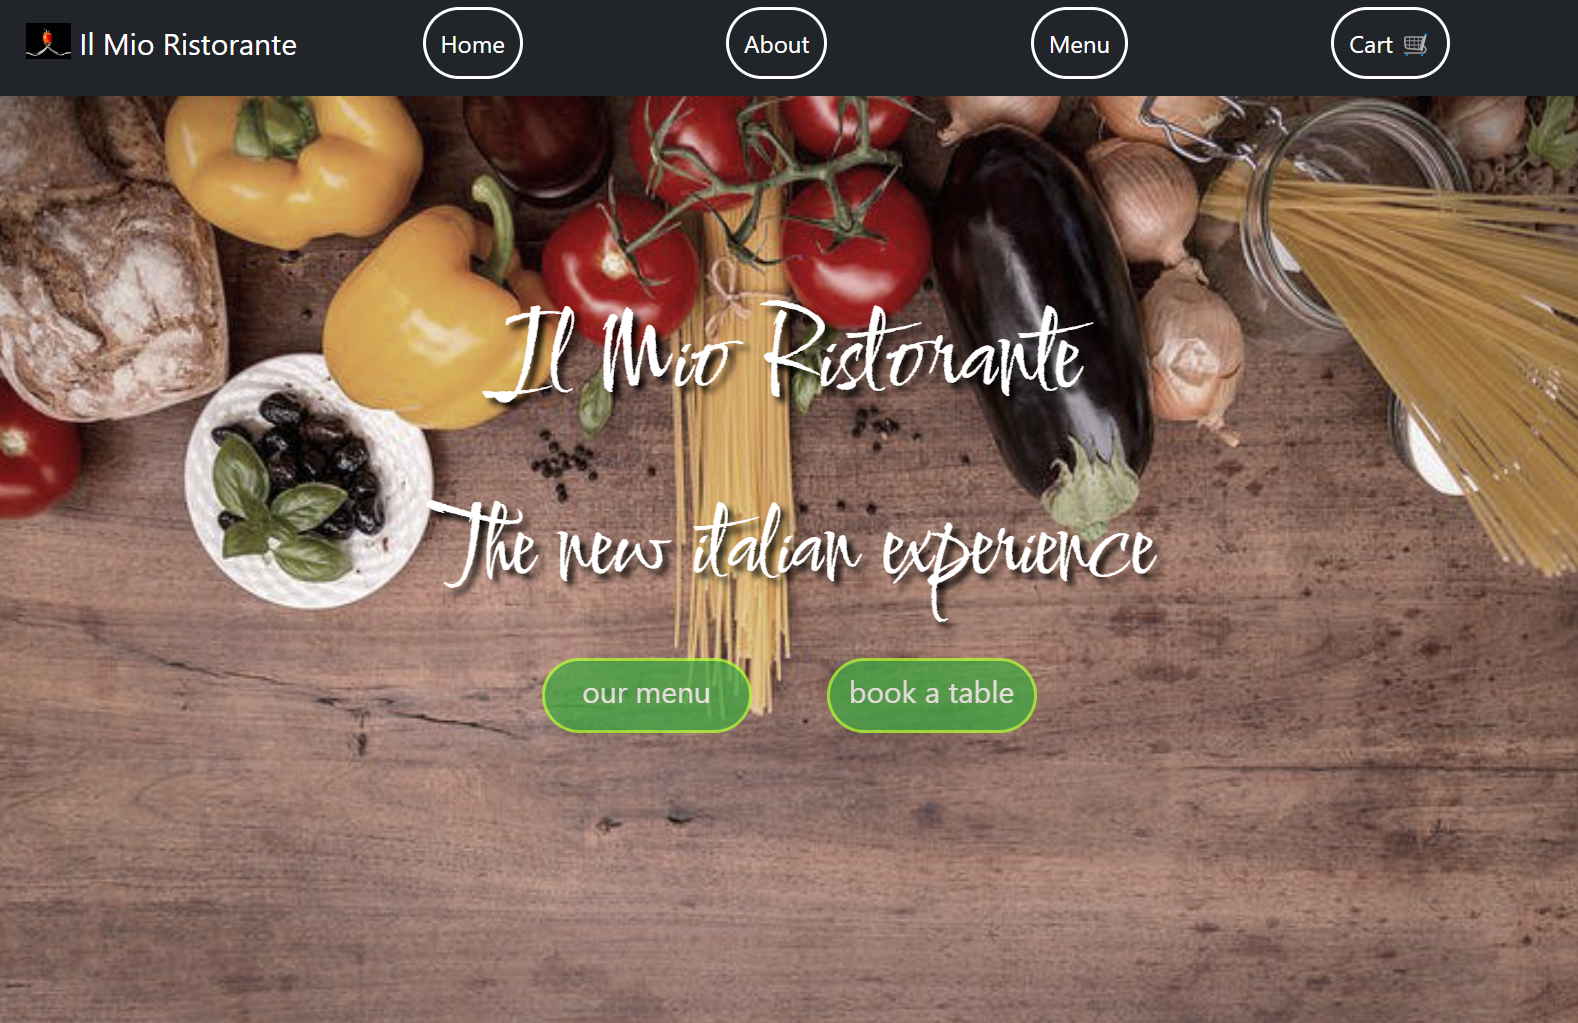 Il Mio Ristorante
Home
About
Menu
Cart
Il Mio Ristorante
The new italian experience
our menu
book a table